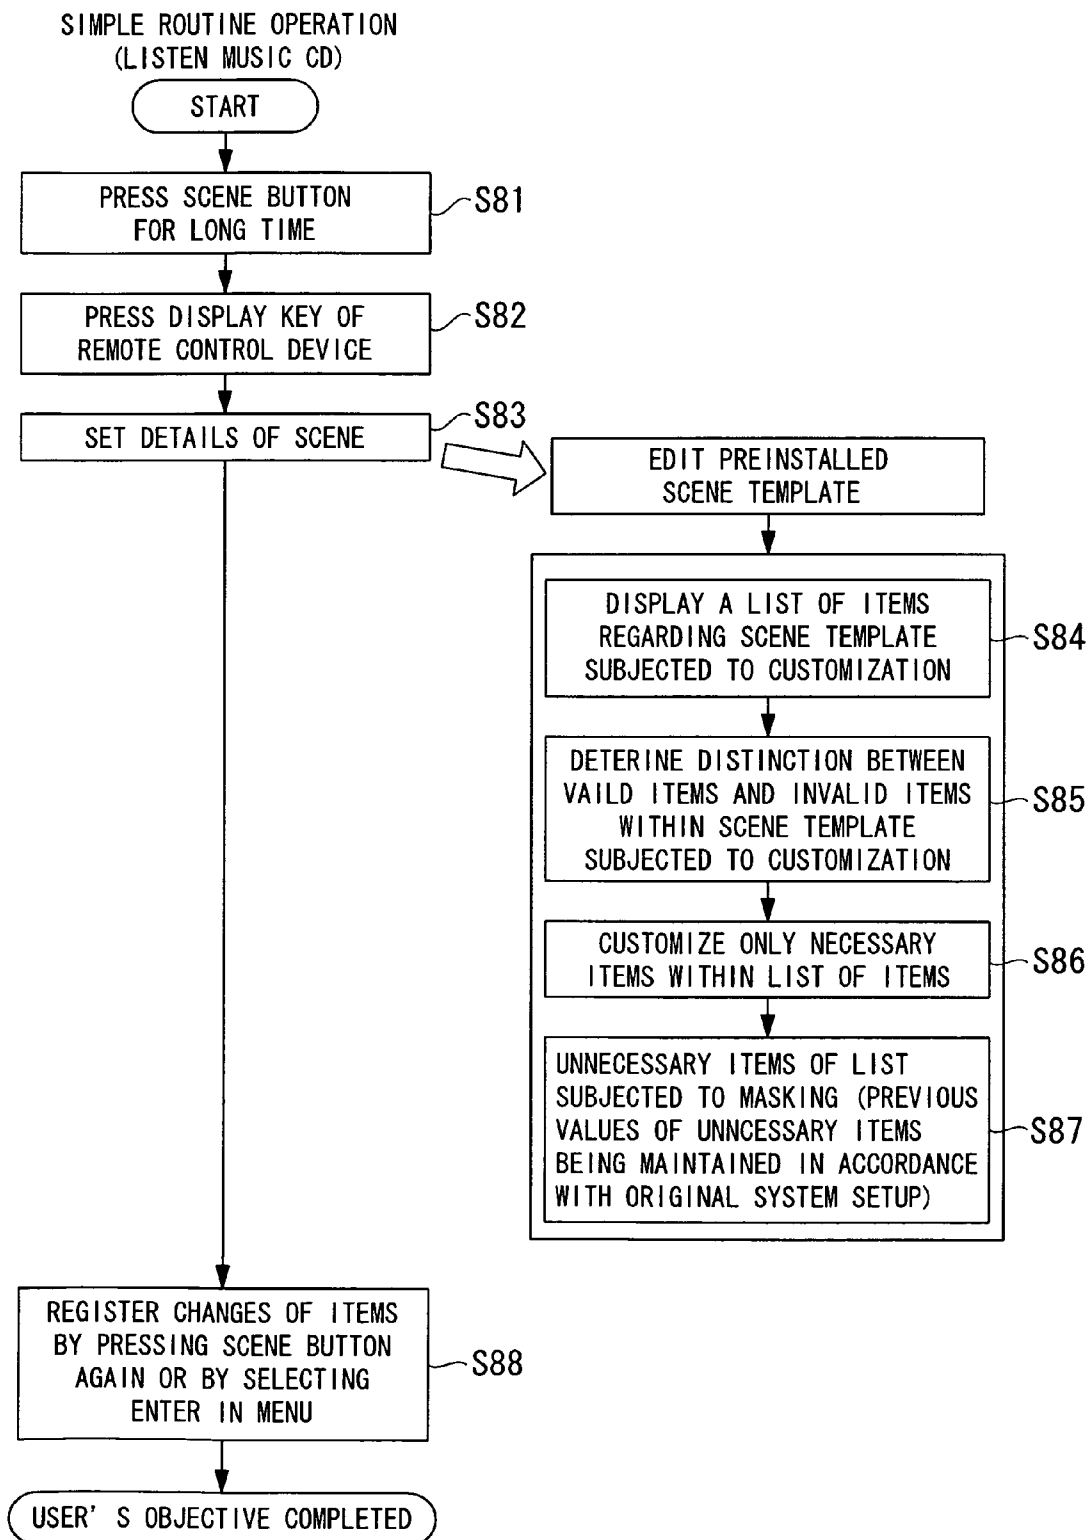 SIMPLE ROUTINE OPERATION
(LISTEN MUSIC CD)
START
PRESS SCENE BUTTON
FOR LONG TIME
S81
PRESS DISPLAY KEY OF
REMOTE CONTROL DEVICE
S82
SET DETAILS OF SCENE
S83
EDIT PREINSTALLED
SCENE TEMPLATE
DISPLAY A LIST OF ITEMS
REGARDING SCENE TEMPLATE
SUBJECTED TO CUSTOMIZATION
S84
DETERINE DISTINCTION BETWEEN
VAILD ITEMS AND INVALID ITEMS
WITHIN SCENE TEMPLATE
SUBJECTED TO CUSTOMIZATION
S85
CUSTOMIZE ONLY NECESSARY
ITEMS WITHIN LIST OF ITEMS
S86
UNNECESSARY ITEMS OF LIST
SUBJECTED TO MASKING (PREVIOUS
VALUES OF UNNCESSARY ITEMS
BEING MAINTAINED IN ACCORDANCE
WITH ORIGINAL SYSTEM SETUP)
S87
REGISTER CHANGES OF ITEMS
BY PRESSING SCENE BUTTON
AGAIN OR BY SELECTING
ENTER IN MENU
S88
USER'S OBJECTIVE COMPLETED